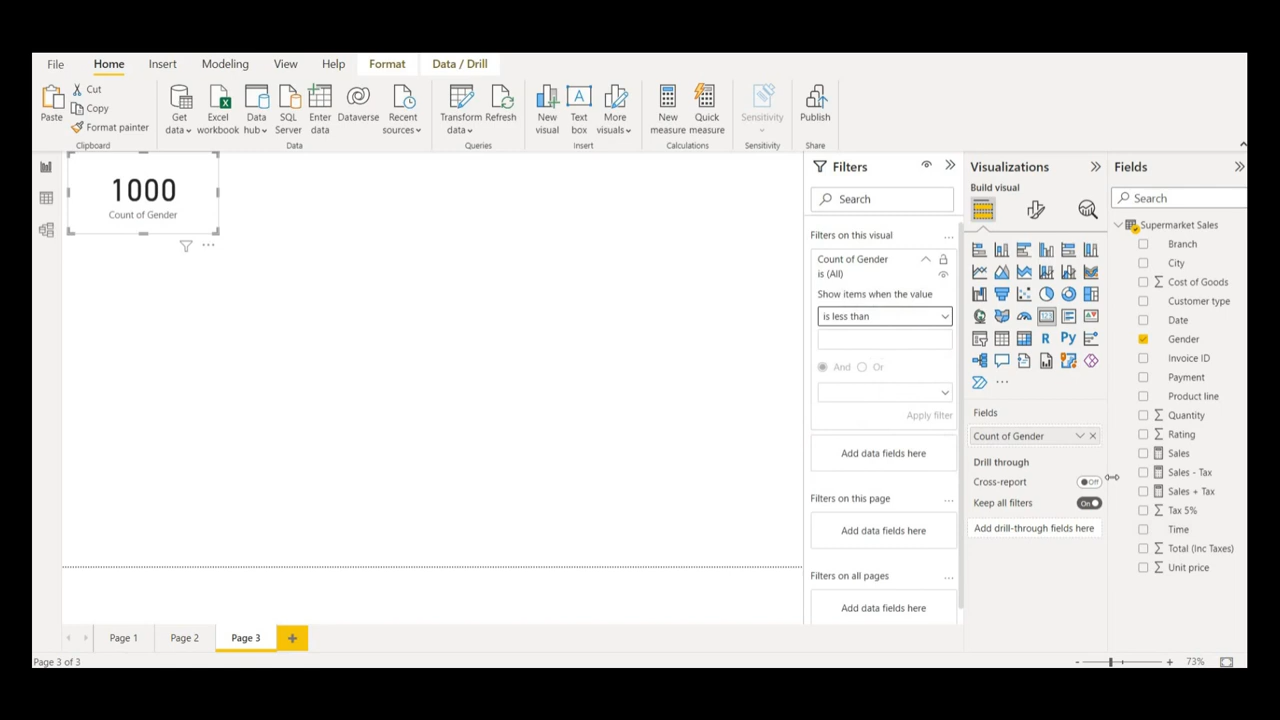 File Home Insert Modeling View Help Format Data / Drill
Paste
Cut
Copy
Format painter
Clipboard
Get data
Excel workbook
Data hub
SQL Server
Enter data
Dataverse
Recent sources
Data
Transform data
Refresh
Queries
New visual
Text box
More visuals
Insert
New measure
Quick measure
Calculations
Sensitivity
Sensitivity
Publish
Share
1000
Count of Gender
Filters
Search
Filters on this visual
Count of Gender
is (All)
Show items when the value
is less than
And Or
Apply filter
Add data fields here
Filters on this page
Add data fields here
Filters on all pages
Add data fields here
Visualizations
Build visual
R Py
123
Fields
Count of Gender
Drill through
Cross-report Off
Keep all filters On
Add drill-through fields here
Fields
Search
Supermarket Sales
Branch
City
Cost of Goods
Customer type
Date
Gender
Invoice ID
Payment
Product line
Quantity
Rating
Sales
Sales - Tax
Sales + Tax
Tax 5%
Time
Total (Inc Taxes)
Unit price
Page 1 Page 2 Page 3 +
Page 3 of 3
- + 73%